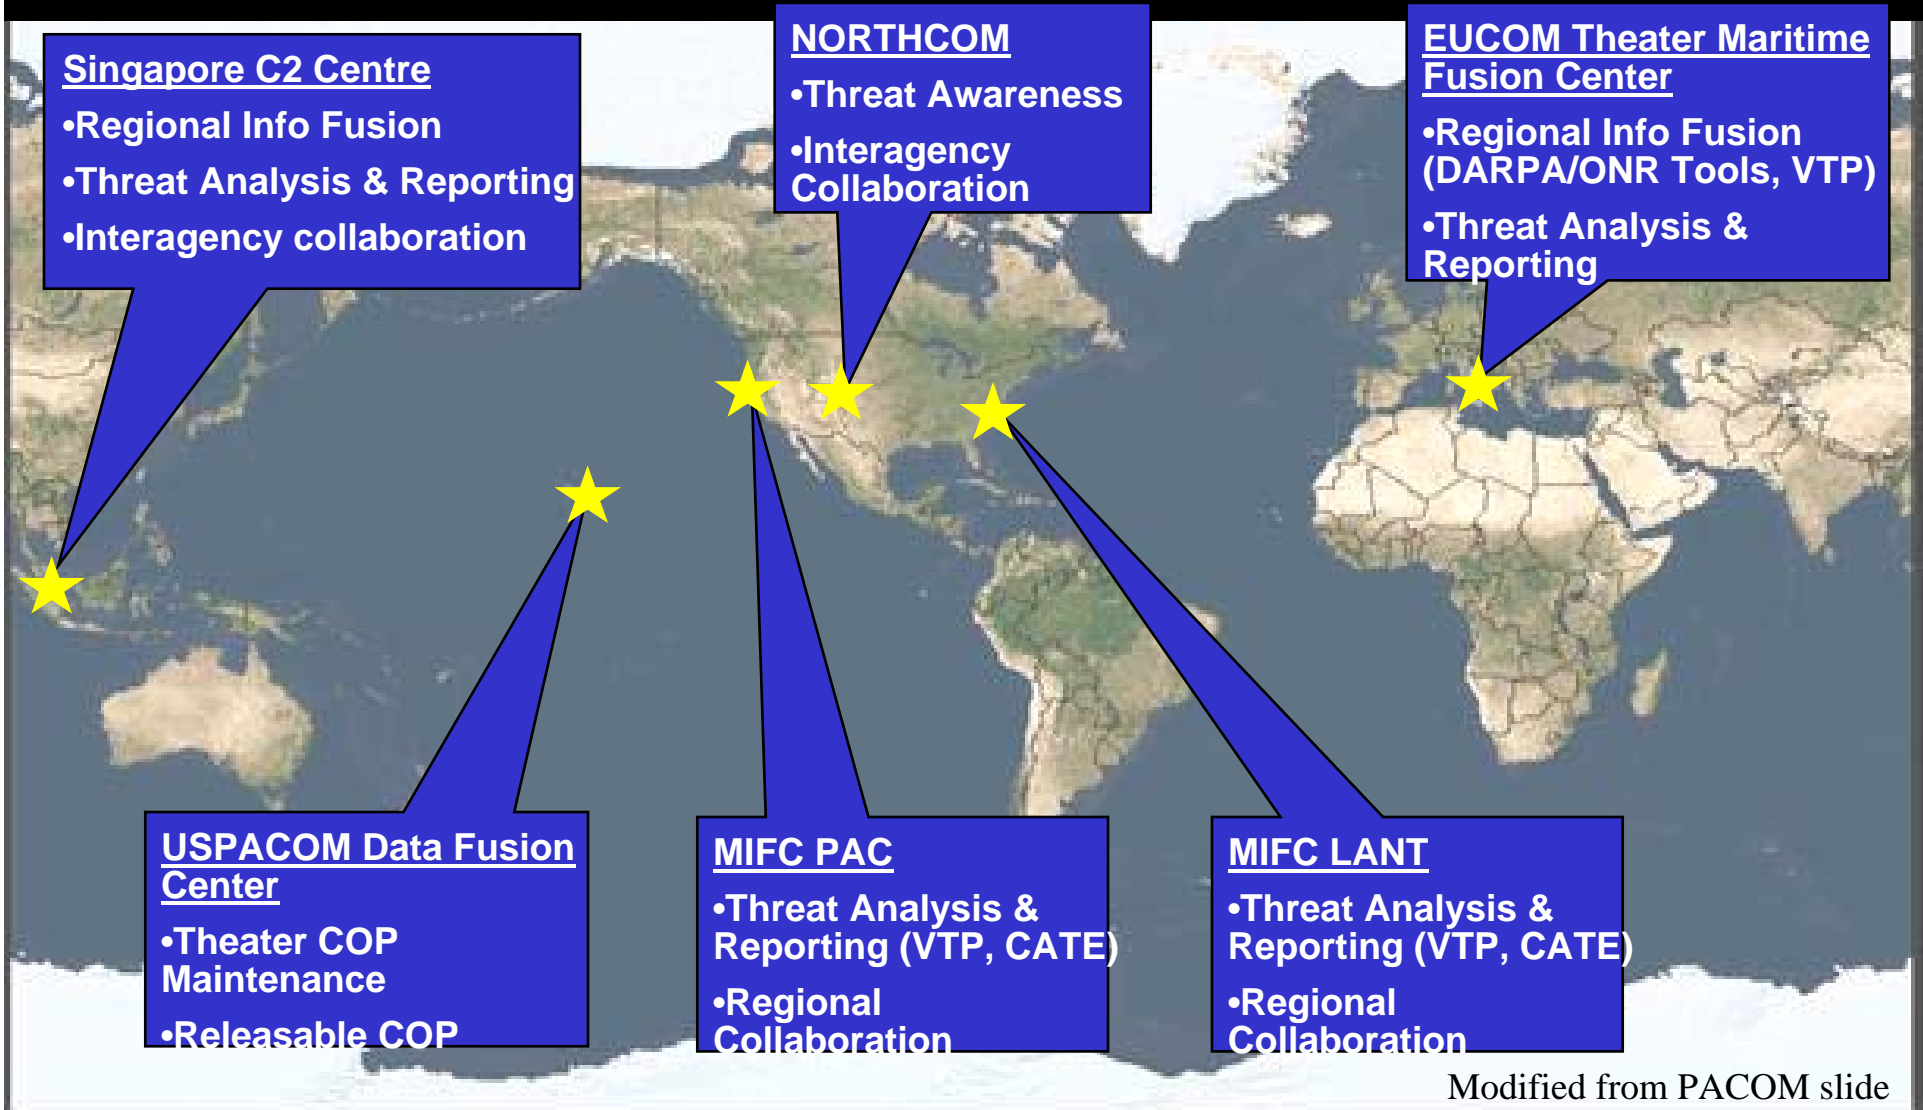 Singapore C2 Centre
•Regional Info Fusion
•Threat Analysis & Reporting
•Interagency collaboration
NORTHCOM
•Threat Awareness
•Interagency
Collaboration
EUCOM Theater Maritime
Fusion Center
•Regional Info Fusion
(DARPA/ONR Tools, VTP)
•Threat Analysis &
Reporting
USPACOM Data Fusion
Center
•Theater COP
Maintenance
•Releasable COP
MIFC PAC
•Threat Analysis &
Reporting (VTP, CATE)
•Regional
Collaboration
MIFC LANT
•Threat Analysis &
Reporting (VTP, CATE)
•Regional
Collaboration
Modified from PACOM slide